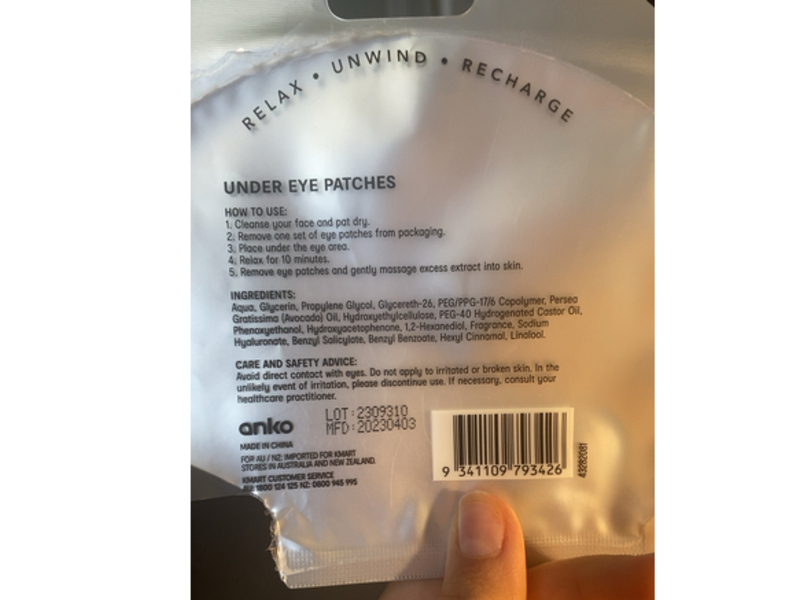 RELAX • UNWIND • RECHARGE
UNDER EYE PATCHES
HOW TO USE:
1. Cleanse your face and pat dry.
2. Remove one set of eye patches from packaging.
3. Place under the eye area.
4. Relax for 10 minutes.
5. Remove eye patches and gently massage excess extract into skin.
INGREDIENTS:
Aqua, Glycerin, Propylene Glycol, Glycereth-26, PEG/PPG-17/6 Copolymer, Persea
Gratissima (Avocado) Oil, Hydroxyethylcellulose, PEG-40 Hydrogenated Castor Oil,
Phenoxyethanol, Hydroxyacetophenone, 1,2-Hexanediol, Fragrance, Sodium
Hyaluronate, Benzyl Salicylate, Benzyl Benzoate, Hexyl Cinnamal, Linalool.
CARE AND SAFETY ADVICE:
Avoid direct contact with eyes. Do not apply to irritated or broken skin. In the
unlikely event of irritation, please discontinue use. If necessary, consult your
healthcare practitioner.
anko
LOT:2309310
MFD:20230403
MADE IN CHINA
FOR AU / NZ: IMPORTED FOR KMART
STORES IN AUSTRALIA AND NEW ZEALAND.
KMART CUSTOMER SERVICE
AU: 1800 124 125 NZ: 0800 945 995
9 341109 793426
43282081